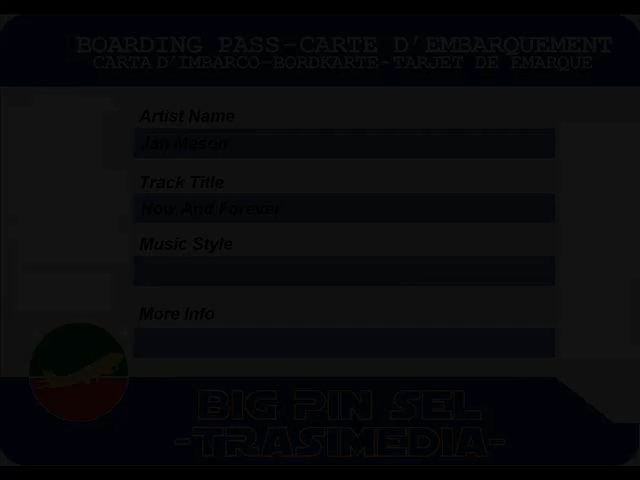 BOARDING PASS-CARTE D'EMBARQUEMENT
CARTA D'IMBARCO-BORDKARTE-TARJET DE EMARQUE
Artist Name
Jan Mason
Track Title
Now And Forever
Music Style
More Info
BIG PIN SEL
-TRASIMEDIA-